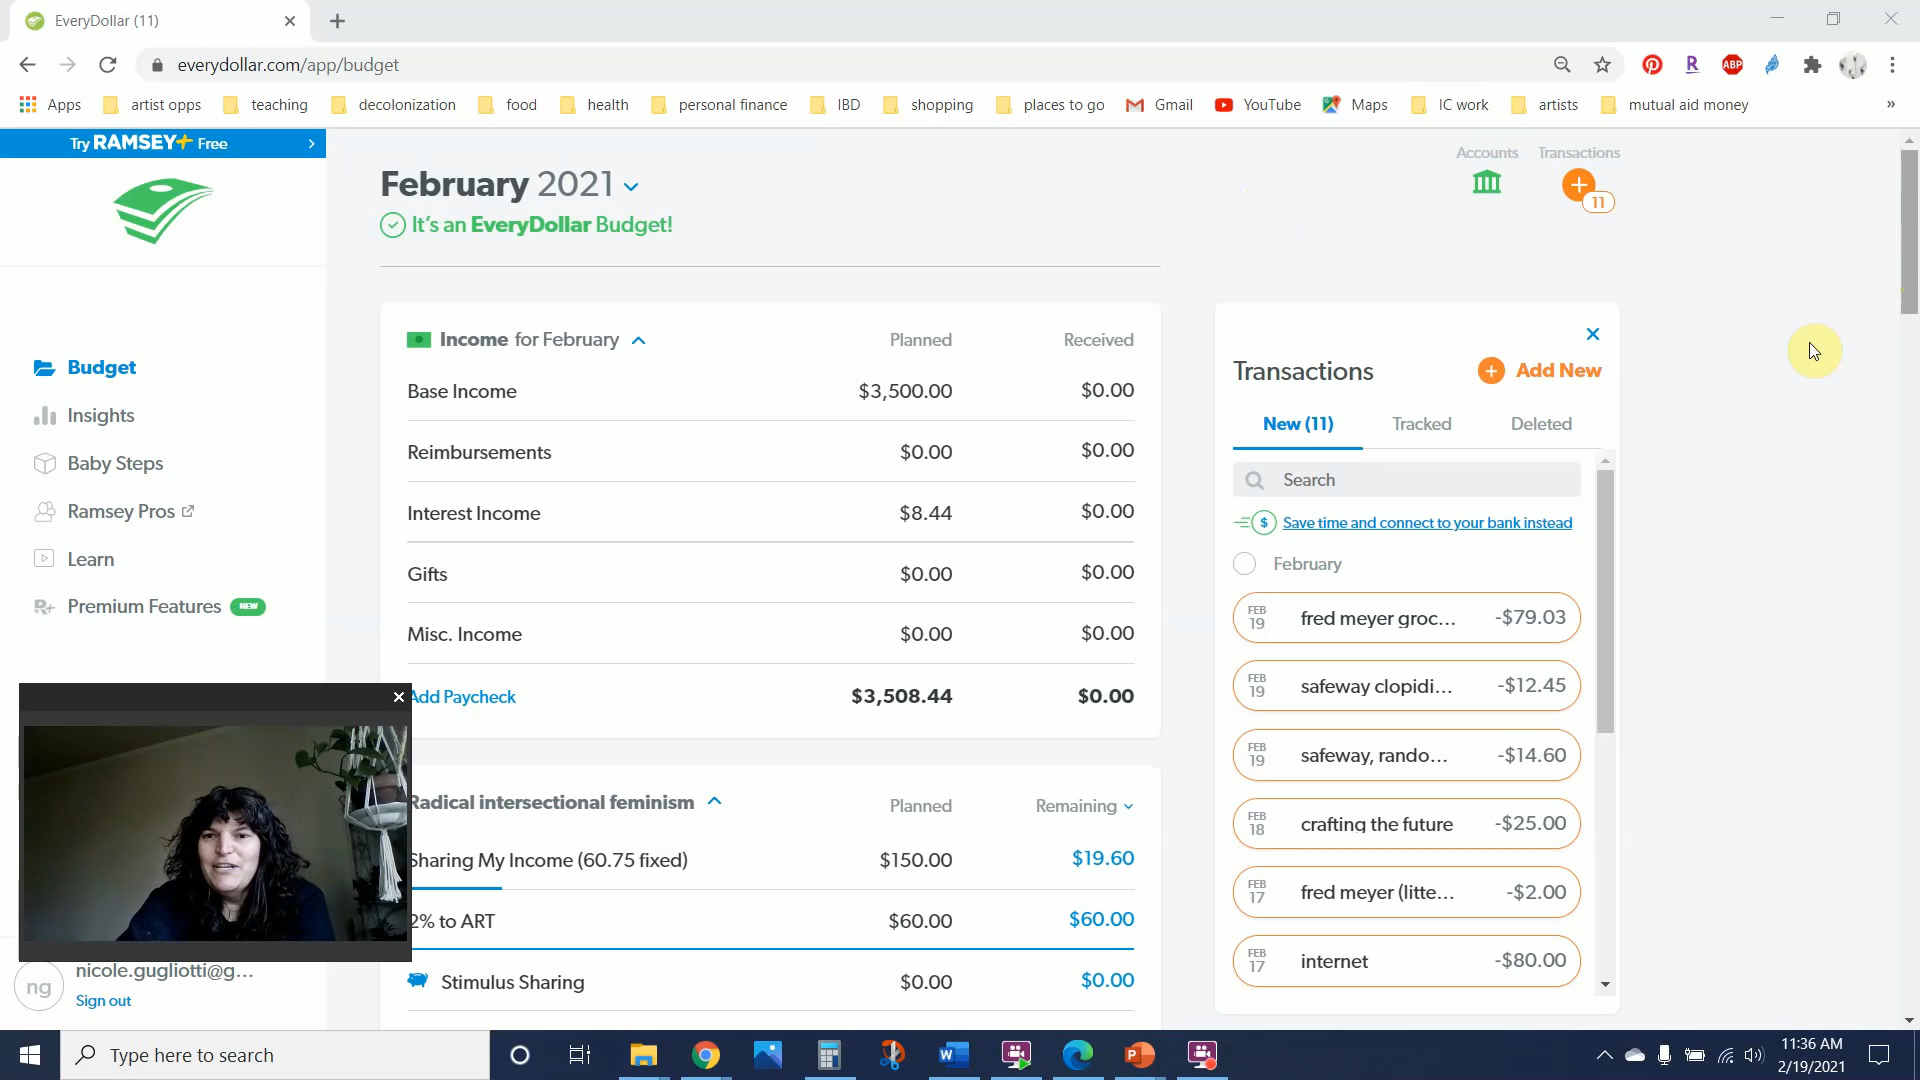 EveryDollar (11)
everydollar.com/app/budget
ABP
Apps
artist opps
teaching
decolonization
food
health
personal finance
IBD
shopping
places to go
Gmail
YouTube
Maps
IC work
artists
mutual aid money
»
Try RAMSEY+ Free
February 2021
It's an EveryDollar Budget!
Accounts
Transactions
11
Budget
Insights
Baby Steps
Ramsey Pros
Learn
R+ Premium Features NEW
Income for February
Planned
Received
Base Income
$3,500.00
$0.00
Reimbursements
$0.00
$0.00
Interest Income
$8.44
$0.00
Gifts
$0.00
$0.00
Misc. Income
$0.00
$0.00
Add Paycheck
$3,508.44
$0.00
Radical intersectional feminism
Planned
Remaining
Sharing My Income (60.75 fixed)
$150.00
$19.60
2% to ART
$60.00
$60.00
Stimulus Sharing
$0.00
$0.00
Transactions
Add New
New (11)
Tracked
Deleted
Search
Save time and connect to your bank instead
February
FEB 19 fred meyer groc... -$79.03
FEB 19 safeway clopidi... -$12.45
FEB 19 safeway, rando... -$14.60
FEB 18 crafting the future -$25.00
FEB 17 fred meyer (litte... -$2.00
FEB 17 internet -$80.00
ng
nicole.gugliotti@g...
Sign out
Type here to search
11:36 AM
2/19/2021